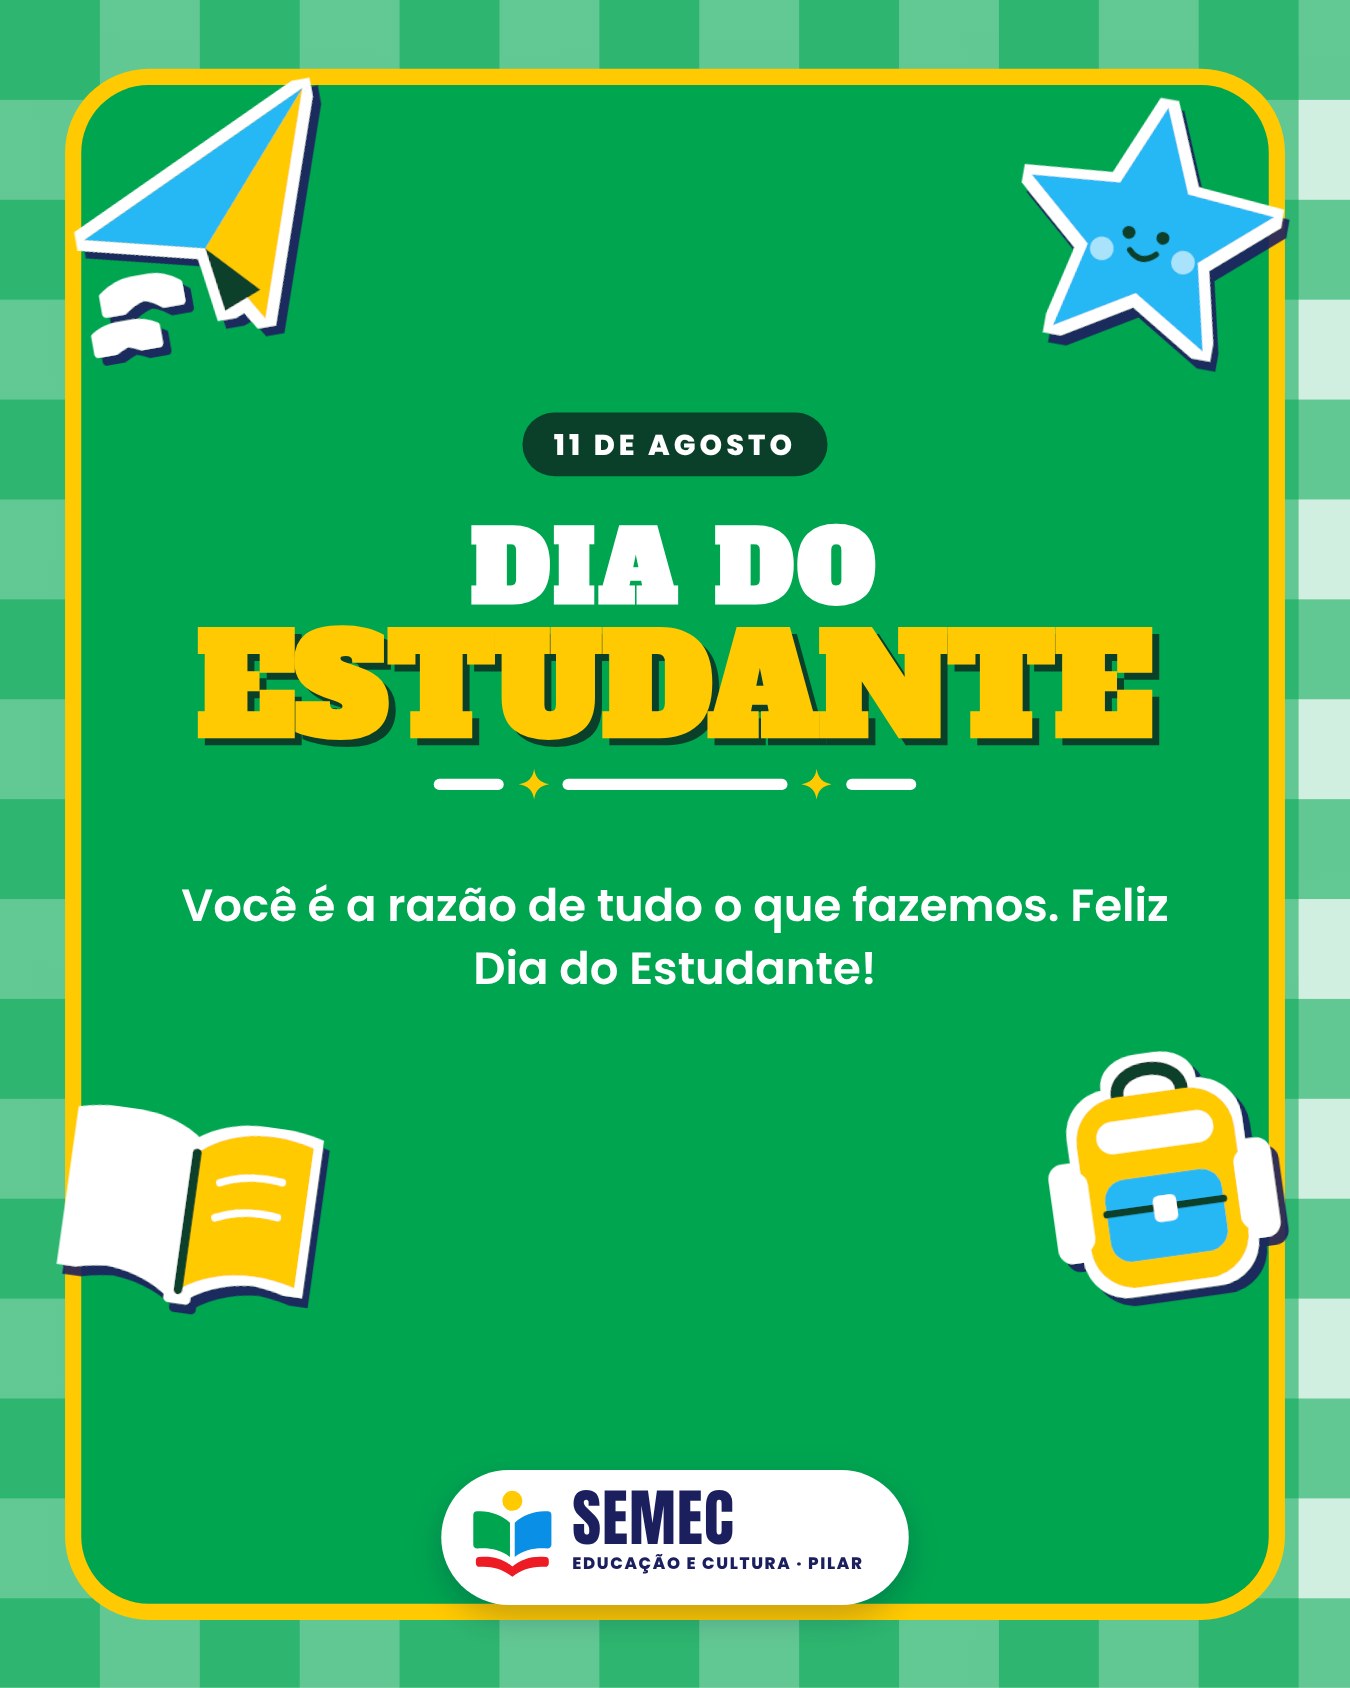 11 DE AGOSTO
DIA DO
ESTUDANTE
Você é a razão de tudo o que fazemos. Feliz
Dia do Estudante!
SEMEC
EDUCAÇÃO E CULTURA · PILAR